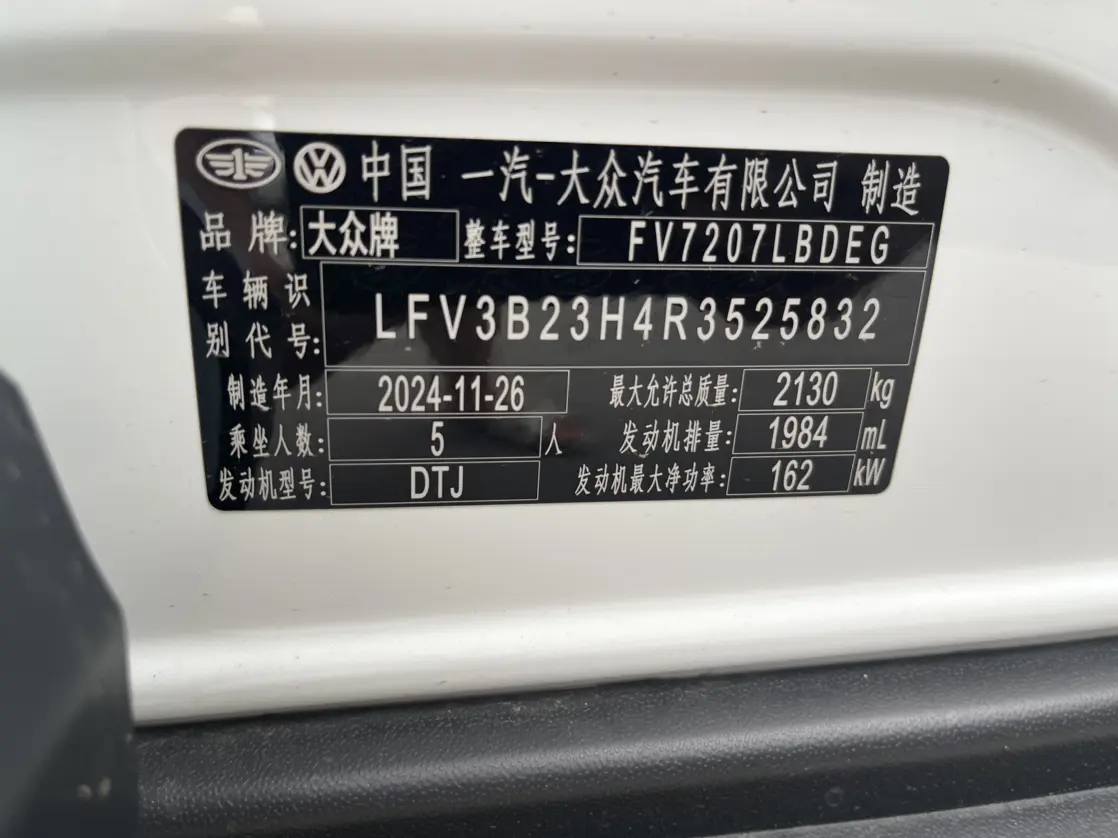 中国 一汽-大众汽车有限公司 制造
品牌: 大众牌 整车型号: FV7207LBDEG
车辆识别代号: LFV3B23H4R3525832
制造年月: 2024-11-26 最大允许总质量: 2130 kg
乘坐人数: 5 人 发动机排量: 1984 mL
发动机型号: DTJ 发动机最大净功率: 162 kW